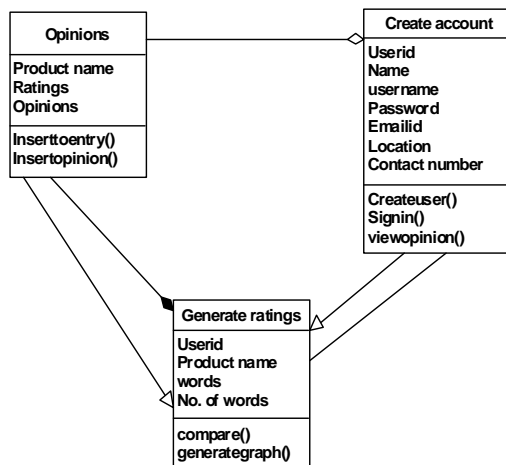 Opinions
Product name
Ratings
Opinions
Inserttoentry()
Insertopinion()
Create account
Userid
Name
username
Password
Emailid
Location
Contact number
Createuser()
Signin()
viewopinion()
Generate ratings
Userid
Product name
words
No. of words
compare()
generategraph()